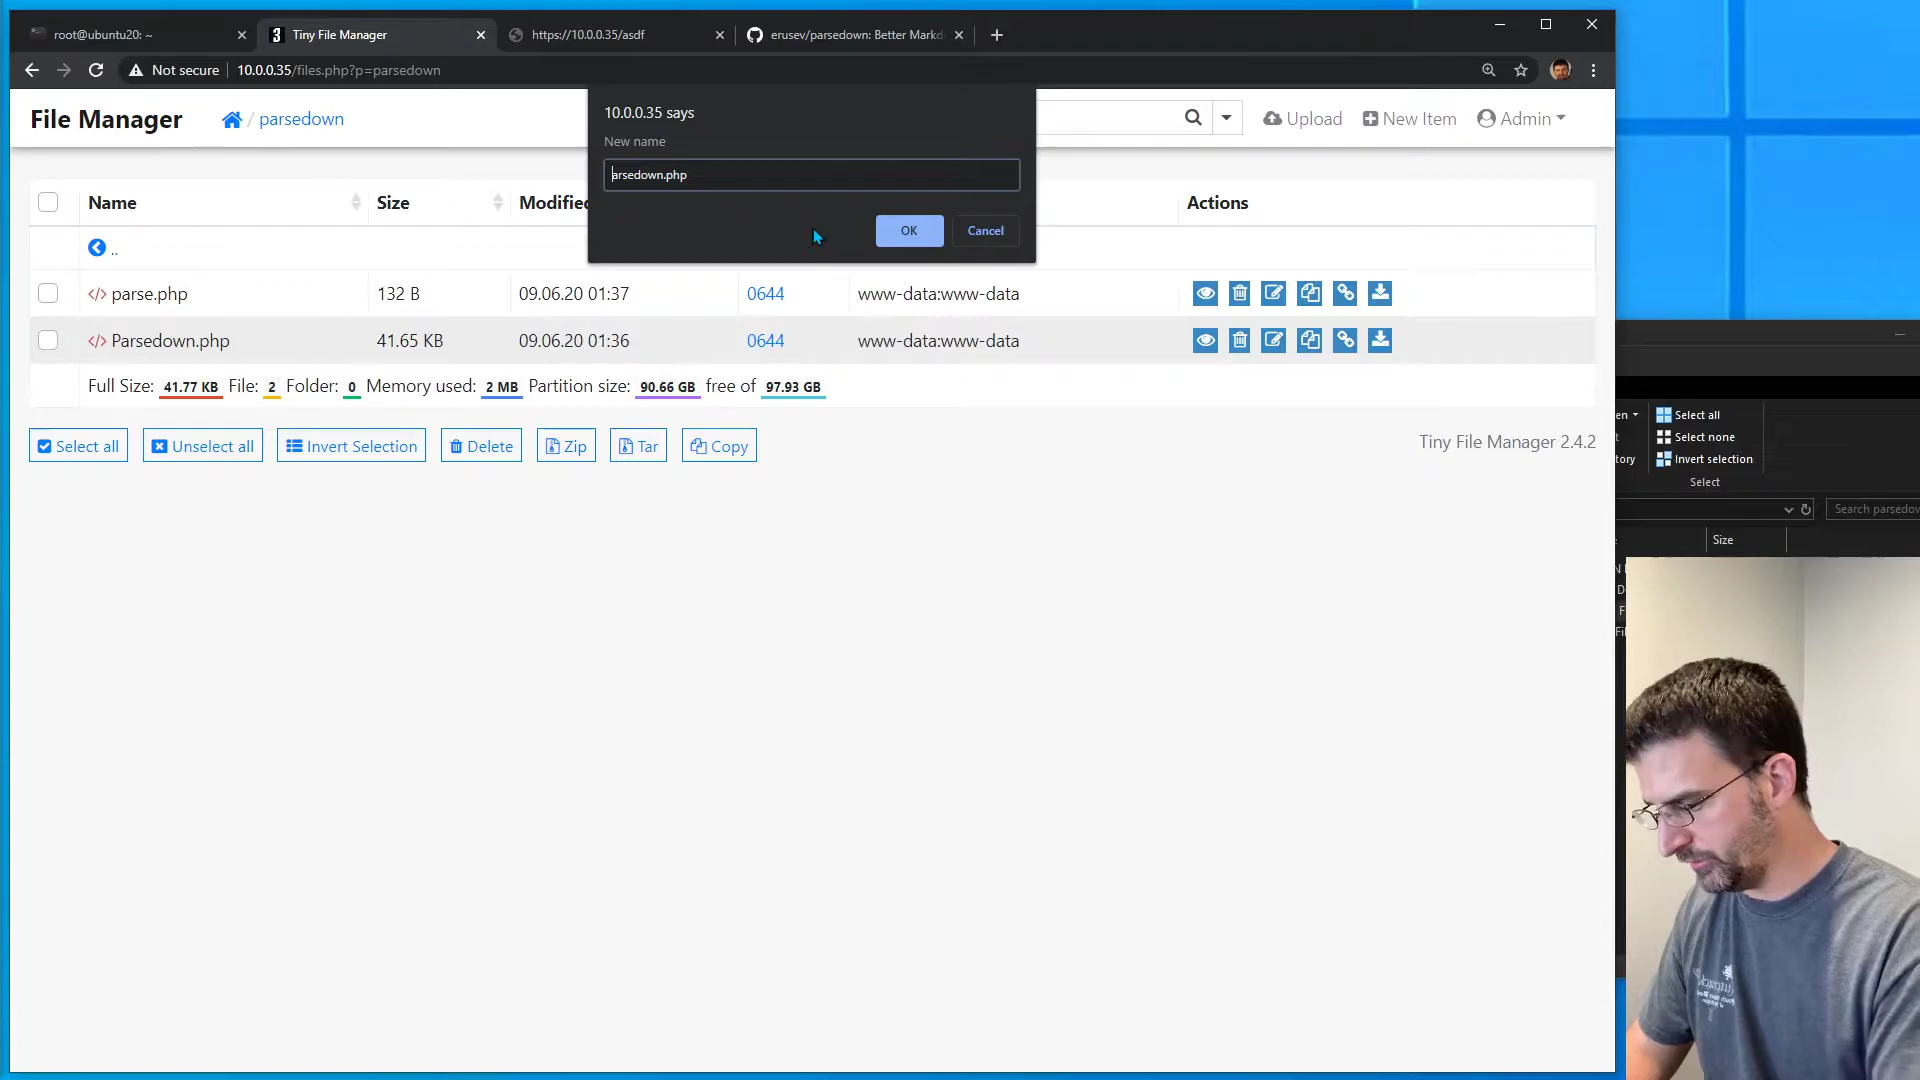 root@ubuntu20: ~
Tiny File Manager
https://10.0.0.35/asdf
erusev/parsedown: Better Markd
Not secure
10.0.0.35/files.php?p=parsedown
File Manager
/ parsedown
Upload
New Item
Admin
10.0.0.35 says
New name
arsedown.php
OK
Cancel
Name
Size
Modified
Actions
..
parse.php
132 B
09.06.20 01:37
0644
www-data:www-data
Parsedown.php
41.65 KB
09.06.20 01:36
0644
www-data:www-data
Full Size: 41.77 KB File: 2 Folder: 0 Memory used: 2 MB Partition size: 90.66 GB free of 97.93 GB
Select all
Unselect all
Invert Selection
Delete
Zip
Tar
Copy
Tiny File Manager 2.4.2
Select all
Select none
Invert selection
Select
Search parsedow
Size